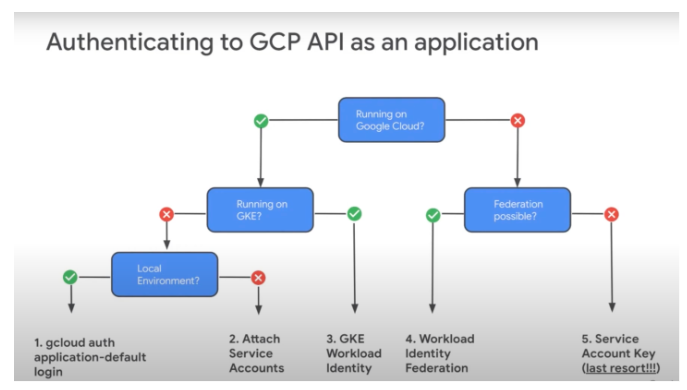 Authenticating to GCP API as an application
Running on
Google Cloud?
Running on
GKE?
Federation
possible?
Local
Environment?
1. gcloud auth
application-default
login
2. Attach
Service
Accounts
3. GKE
Workload
Identity
4. Workload
Identity
Federation
5. Service
Account Key
(last resort!!!)